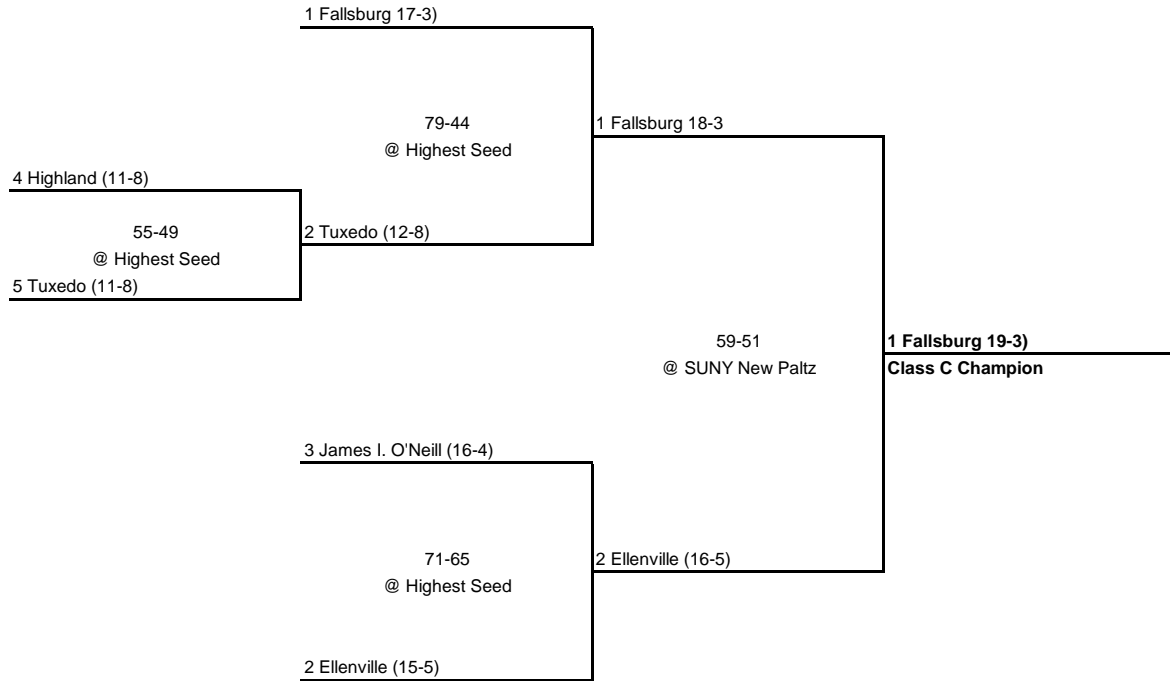 1 Fallsburg 17-3)
79-44
1 Fallsburg 18-3
@ Highest Seed
4 Highland (11-8)
55-49
2 Tuxedo (12-8)
@ Highest Seed
5 Tuxedo (11-8)
59-51
1 Fallsburg 19-3)
@ SUNY New Paltz
Class C Champion
3 James I. O'Neill (16-4)
71-65
2 Ellenville (16-5)
@ Highest Seed
2 Ellenville (15-5)